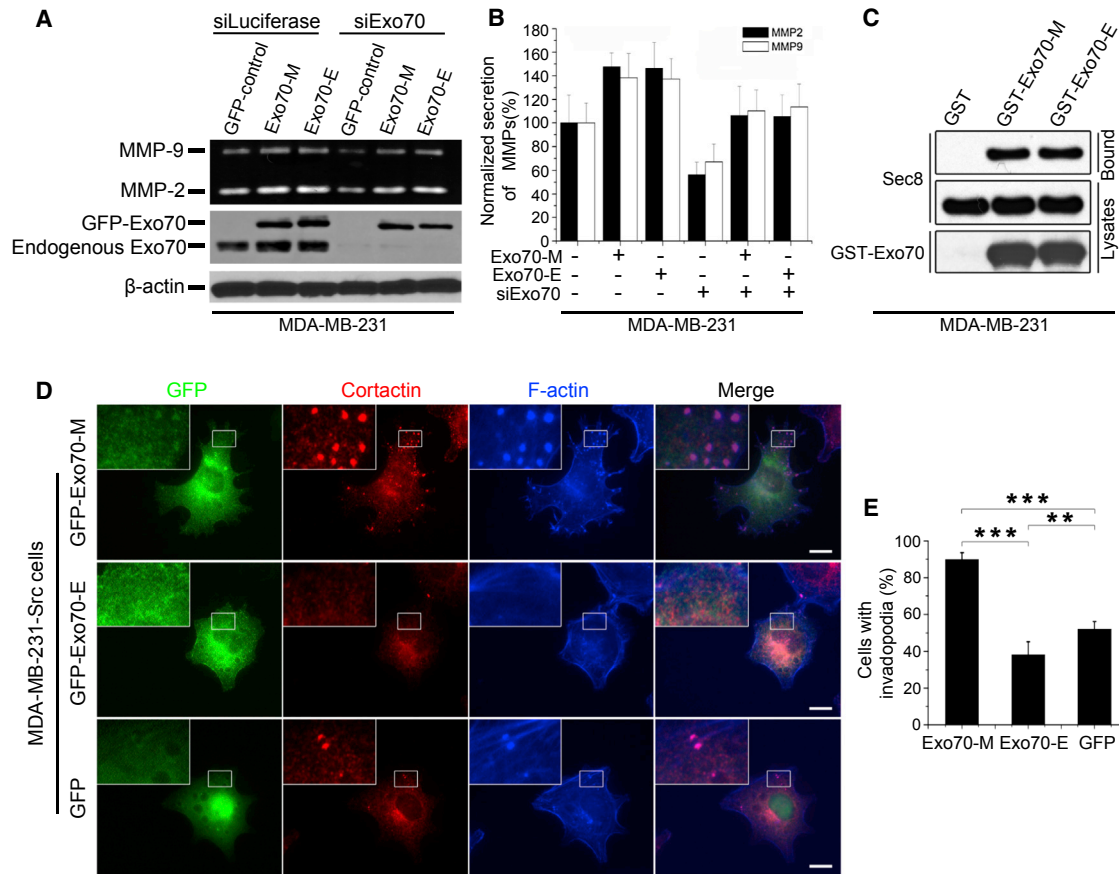 A
siLuciferase siExo70
GFP-control Exo70-M Exo70-E GFP-control Exo70-M Exo70-E
MMP-9
MMP-2
GFP-Exo70
Endogenous Exo70
β-actin
MDA-MB-231
B
Normalized secretion of MMPs(%)
180
160
140
120
100
80
60
40
20
0
MMP2
MMP9
Exo70-M - + - - + -
Exo70-E - - + - - +
siExo70 - - - + + +
MDA-MB-231
C
GST GST-Exo70-M GST-Exo70-E
Sec8
GST-Exo70
Bound
Lysates
MDA-MB-231
D
GFP Cortactin F-actin Merge
MDA-MB-231-Src cells
GFP-Exo70-M
GFP-Exo70-E
GFP
E
*** 
*** **
Cells with invadopodia (%)
100
80
60
40
20
0
Exo70-M Exo70-E GFP